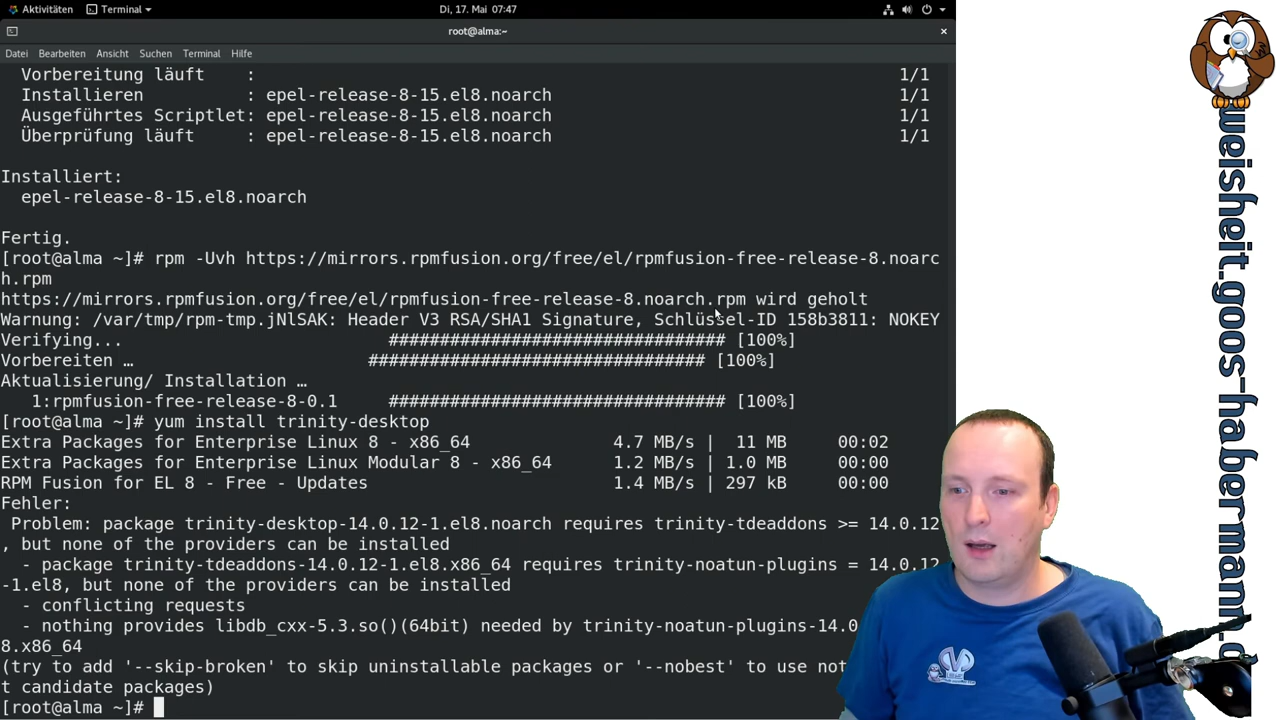 Aktivitäten Terminal Di, 17. Mai 07:47
root@alma:~ ×
Datei Bearbeiten Ansicht Suchen Terminal Hilfe
Vorbereitung läuft : 1/1
Installieren : epel-release-8-15.el8.noarch 1/1
Ausgeführtes Scriptlet: epel-release-8-15.el8.noarch 1/1
Überprüfung läuft : epel-release-8-15.el8.noarch 1/1
Installiert:
epel-release-8-15.el8.noarch
Fertig.
[root@alma ~]# rpm -Uvh https://mirrors.rpmfusion.org/free/el/rpmfusion-free-release-8.noarc
h.rpm
https://mirrors.rpmfusion.org/free/el/rpmfusion-free-release-8.noarch.rpm wird geholt
Warnung: /var/tmp/rpm-tmp.jNlSAK: Header V3 RSA/SHA1 Signature, Schlüssel-ID 158b3811: NOKEY
Verifying... ################################# [100%]
Vorbereiten … ################################# [100%]
Aktualisierung/ Installation …
1:rpmfusion-free-release-8-0.1 ################################# [100%]
[root@alma ~]# yum install trinity-desktop
Extra Packages for Enterprise Linux 8 - x86_64 4.7 MB/s | 11 MB 00:02
Extra Packages for Enterprise Linux Modular 8 - x86_64 1.2 MB/s | 1.0 MB 00:00
RPM Fusion for EL 8 - Free - Updates 1.4 MB/s | 297 kB 00:00
Fehler:
Problem: package trinity-desktop-14.0.12-1.el8.noarch requires trinity-tdeaddons >= 14.0.12
, but none of the providers can be installed
- package trinity-tdeaddons-14.0.12-1.el8.x86_64 requires trinity-noatun-plugins = 14.0.12
-1.el8, but none of the providers can be installed
- conflicting requests
- nothing provides libdb_cxx-5.3.so()(64bit) needed by trinity-noatun-plugins-14.0
8.x86_64
(try to add '--skip-broken' to skip uninstallable packages or '--nobest' to use not
t candidate packages)
[root@alma ~]#
weisheit.goos-habermann.d